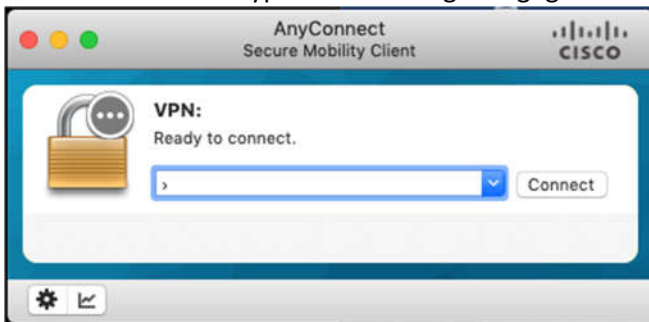 AnyConnect
Secure Mobility Client
CISCO
VPN:
Ready to connect.
›
Connect